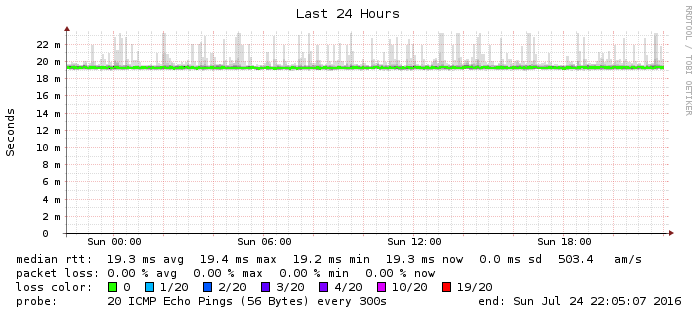 Last 24 Hours
RRDTOOL / TOBI OETIKER
Seconds
22 m
20 m
18 m
16 m
14 m
12 m
10 m
8 m
6 m
4 m
2 m
0
Sun 00:00 Sun 06:00 Sun 12:00 Sun 18:00
median rtt: 19.3 ms avg 19.4 ms max 19.2 ms min 19.3 ms now 0.0 ms sd 503.4 am/s
packet loss: 0.00 % avg 0.00 % max 0.00 % min 0.00 % now
loss color: 0 1/20 2/20 3/20 4/20 10/20 19/20
probe: 20 ICMP Echo Pings (56 Bytes) every 300s end: Sun Jul 24 22:05:07 2016